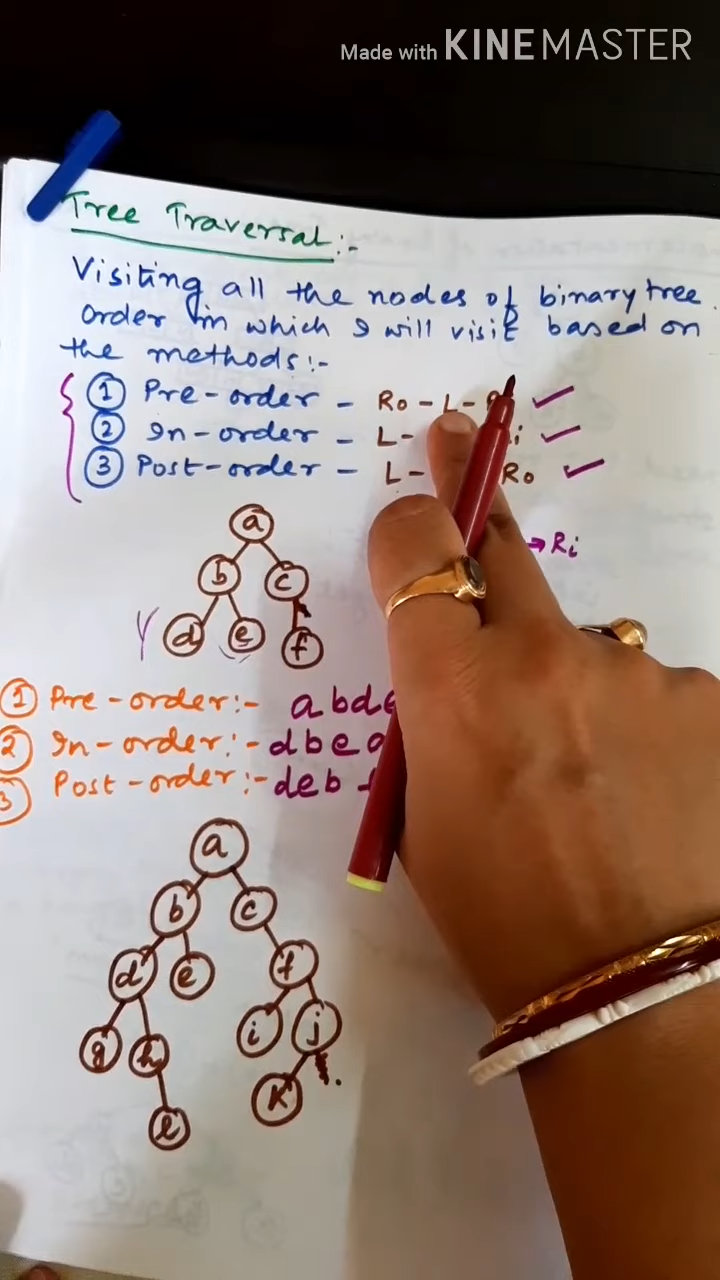 Made with KINEMASTER
Tree Traversal:-
Visiting all the nodes of binary tree.
order in which I will visit based on
the methods:-
① Pre-order - Ro - L -
② In-order - L - i
③ Post-order - L - Ro
→ Ri
a
b c
d e f
① Pre-order:- abde
② In-order:- dbea
③ Post-order:- deb
a
b c
d e f
g h i j
l k